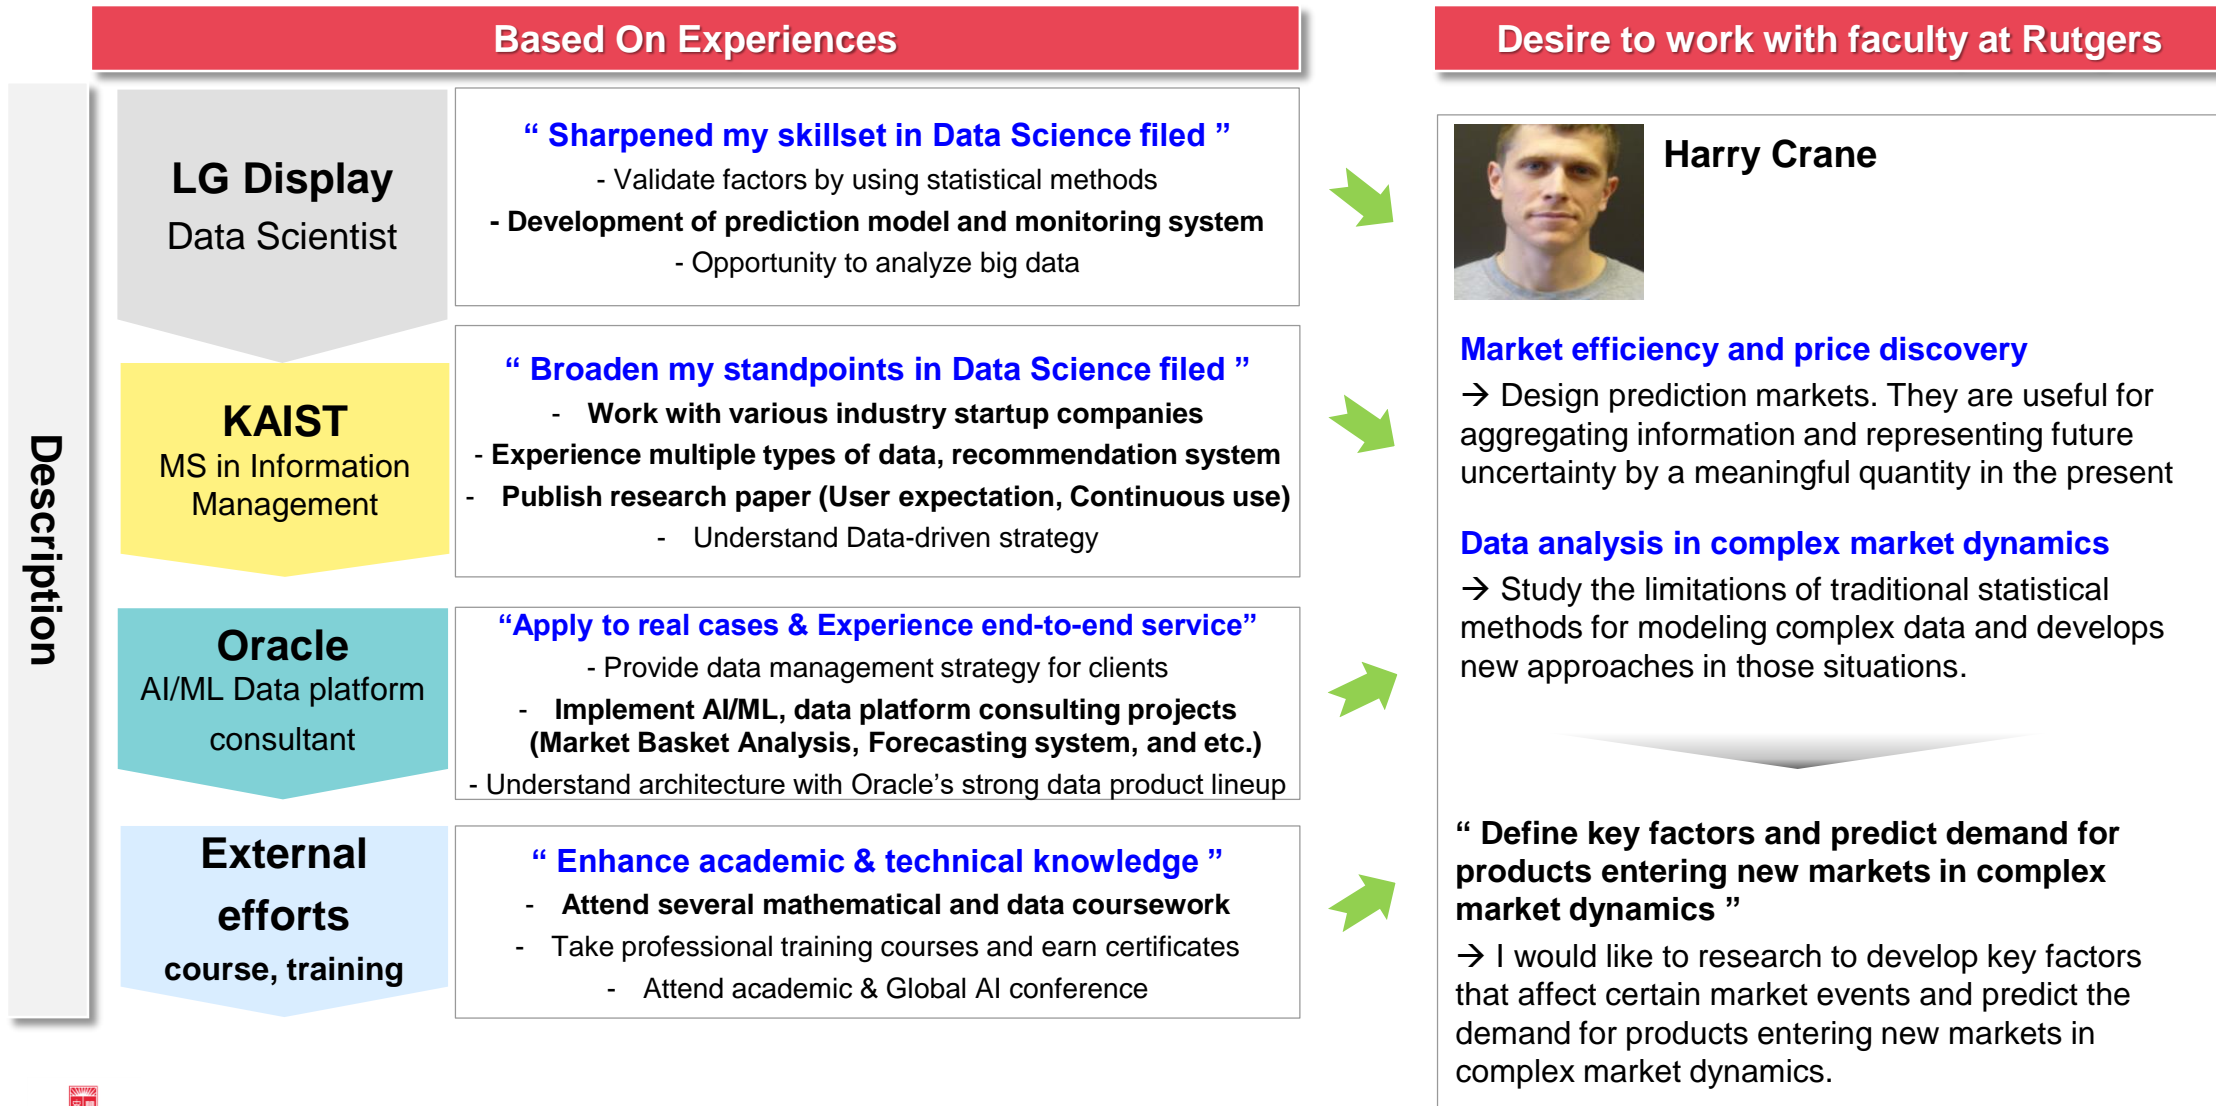 Based On Experiences
Desire to work with faculty at Rutgers
Description
LG Display
Data Scientist
“ Sharpened my skillset in Data Science filed ”
- Validate factors by using statistical methods
- Development of prediction model and monitoring system
- Opportunity to analyze big data
KAIST
MS in Information
Management
“ Broaden my standpoints in Data Science filed ”
- Work with various industry startup companies
- Experience multiple types of data, recommendation system
- Publish research paper (User expectation, Continuous use)
- Understand Data-driven strategy
Oracle
AI/ML Data platform
consultant
“Apply to real cases & Experience end-to-end service”
- Provide data management strategy for clients
- Implement AI/ML, data platform consulting projects
(Market Basket Analysis, Forecasting system, and etc.)
- Understand architecture with Oracle’s strong data product lineup
External
efforts
course, training
“ Enhance academic & technical knowledge ”
- Attend several mathematical and data coursework
- Take professional training courses and earn certificates
- Attend academic & Global AI conference
Harry Crane
Market efficiency and price discovery
→ Design prediction markets. They are useful for
aggregating information and representing future
uncertainty by a meaningful quantity in the present
Data analysis in complex market dynamics
→ Study the limitations of traditional statistical
methods for modeling complex data and develops
new approaches in those situations.
“ Define key factors and predict demand for
products entering new markets in complex
market dynamics ”
→ I would like to research to develop key factors
that affect certain market events and predict the
demand for products entering new markets in
complex market dynamics.